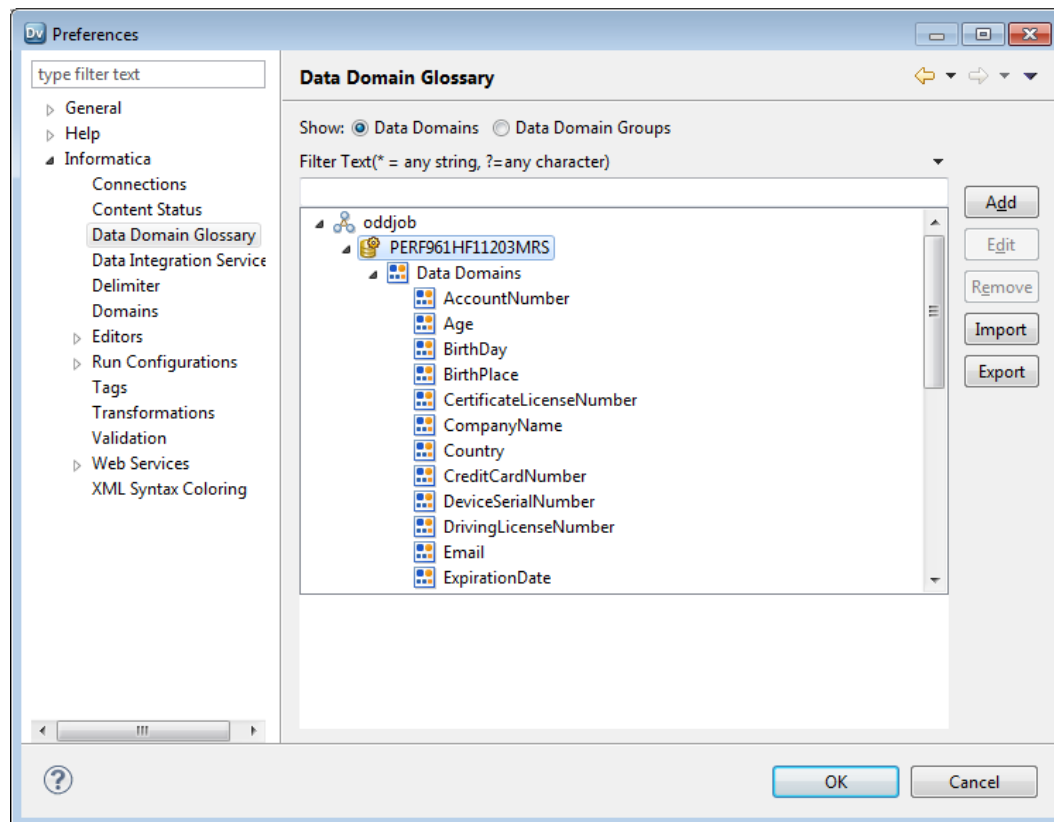 Dv Preferences
type filter text
General
Help
Informatica
Connections
Content Status
Data Domain Glossary
Data Integration Service
Delimiter
Domains
Editors
Run Configurations
Tags
Transformations
Validation
Web Services
XML Syntax Coloring
Data Domain Glossary
Show: Data Domains Data Domain Groups
Filter Text(* = any string, ?=any character)
oddjob
PERF961HF11203MRS
Data Domains
AccountNumber
Age
BirthDay
BirthPlace
CertificateLicenseNumber
CompanyName
Country
CreditCardNumber
DeviceSerialNumber
DrivingLicenseNumber
Email
ExpirationDate
Add
Edit
Remove
Import
Export
?
OK Cancel